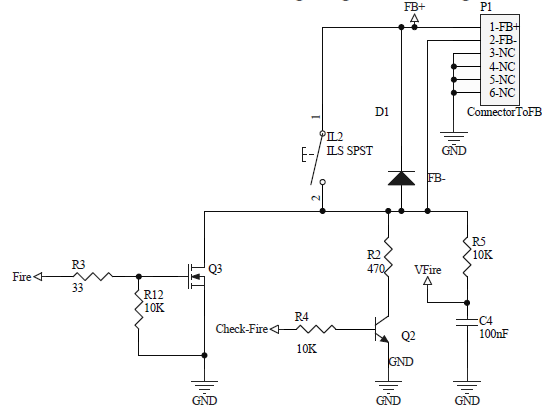 FB+
P1
1-FB+
2-FB-
3-NC
4-NC
5-NC
6-NC
ConnectorToFB
GND
D1
1
IL2
ILS SPST
2
FB-
R3
33
Fire
Q3
R12
10K
R2
470
VFire
R5
10K
Check-Fire
R4
10K
Q2
C4
100nF
GND
GND
GND
GND